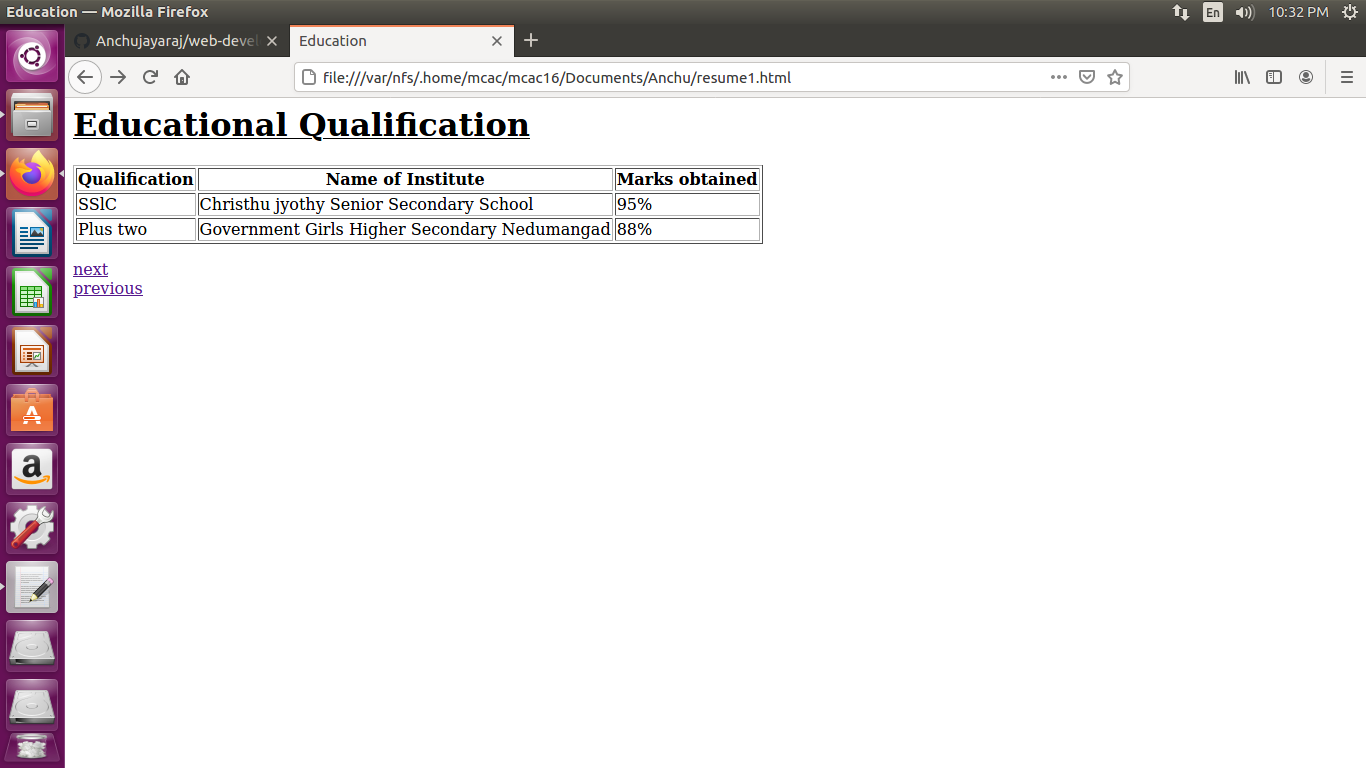 Education — Mozilla Firefox
En
10:32 PM
Anchujayaraj/web-devel
Education
file:///var/nfs/.home/mcac/mcac16/Documents/Anchu/resume1.html
Educational Qualification
Qualification Name of Institute Marks obtained
SSlC Christhu jyothy Senior Secondary School 95%
Plus two Government Girls Higher Secondary Nedumangad 88%
next
previous